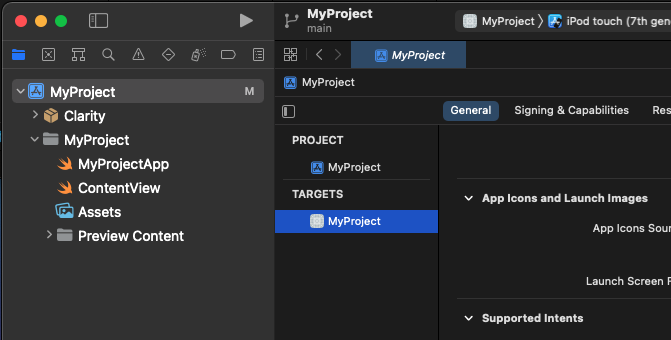 MyProject
main
MyProject
iPod touch (7th gen
MyProject
MyProject
MyProject
M
Clarity
MyProject
MyProjectApp
ContentView
Assets
Preview Content
General
Signing & Capabilities
Res
PROJECT
MyProject
TARGETS
MyProject
App Icons and Launch Images
App Icons Sour
Launch Screen F
Supported Intents